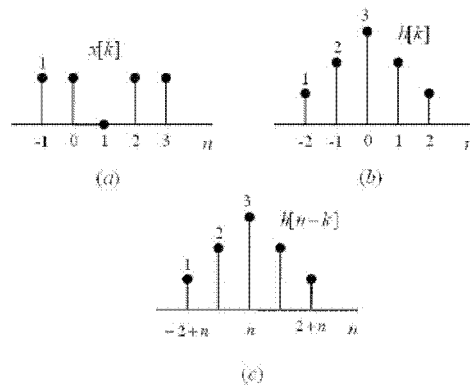 x[k]
1
-1 0 1 2 3 n
(a)
3
h[k]
2
1
-2 -1 0 1 2 n
(b)
3
h[n-k]
2
1
-2+n n 2+n n
(c)